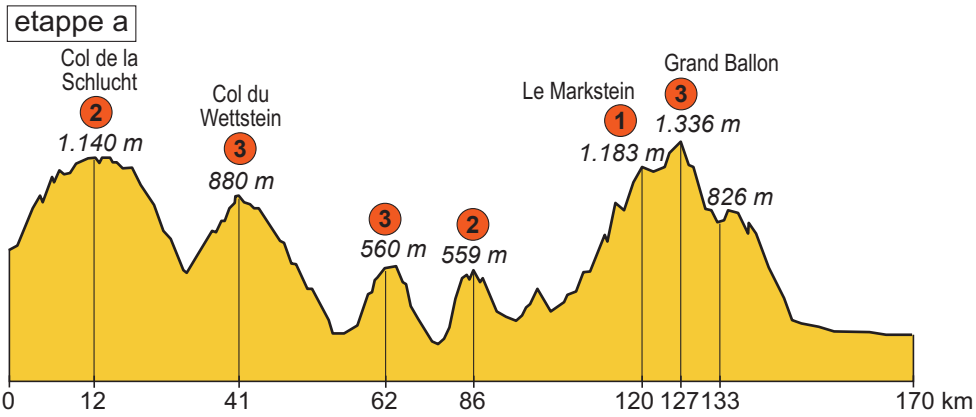 etappe a
Col de la
Schlucht
2
1.140 m
Col du
Wettstein
3
880 m
3
560 m
2
559 m
Le Markstein
1
1.183 m
Grand Ballon
3
1.336 m
826 m
0 12 41 62 86 120 127 133 170 km